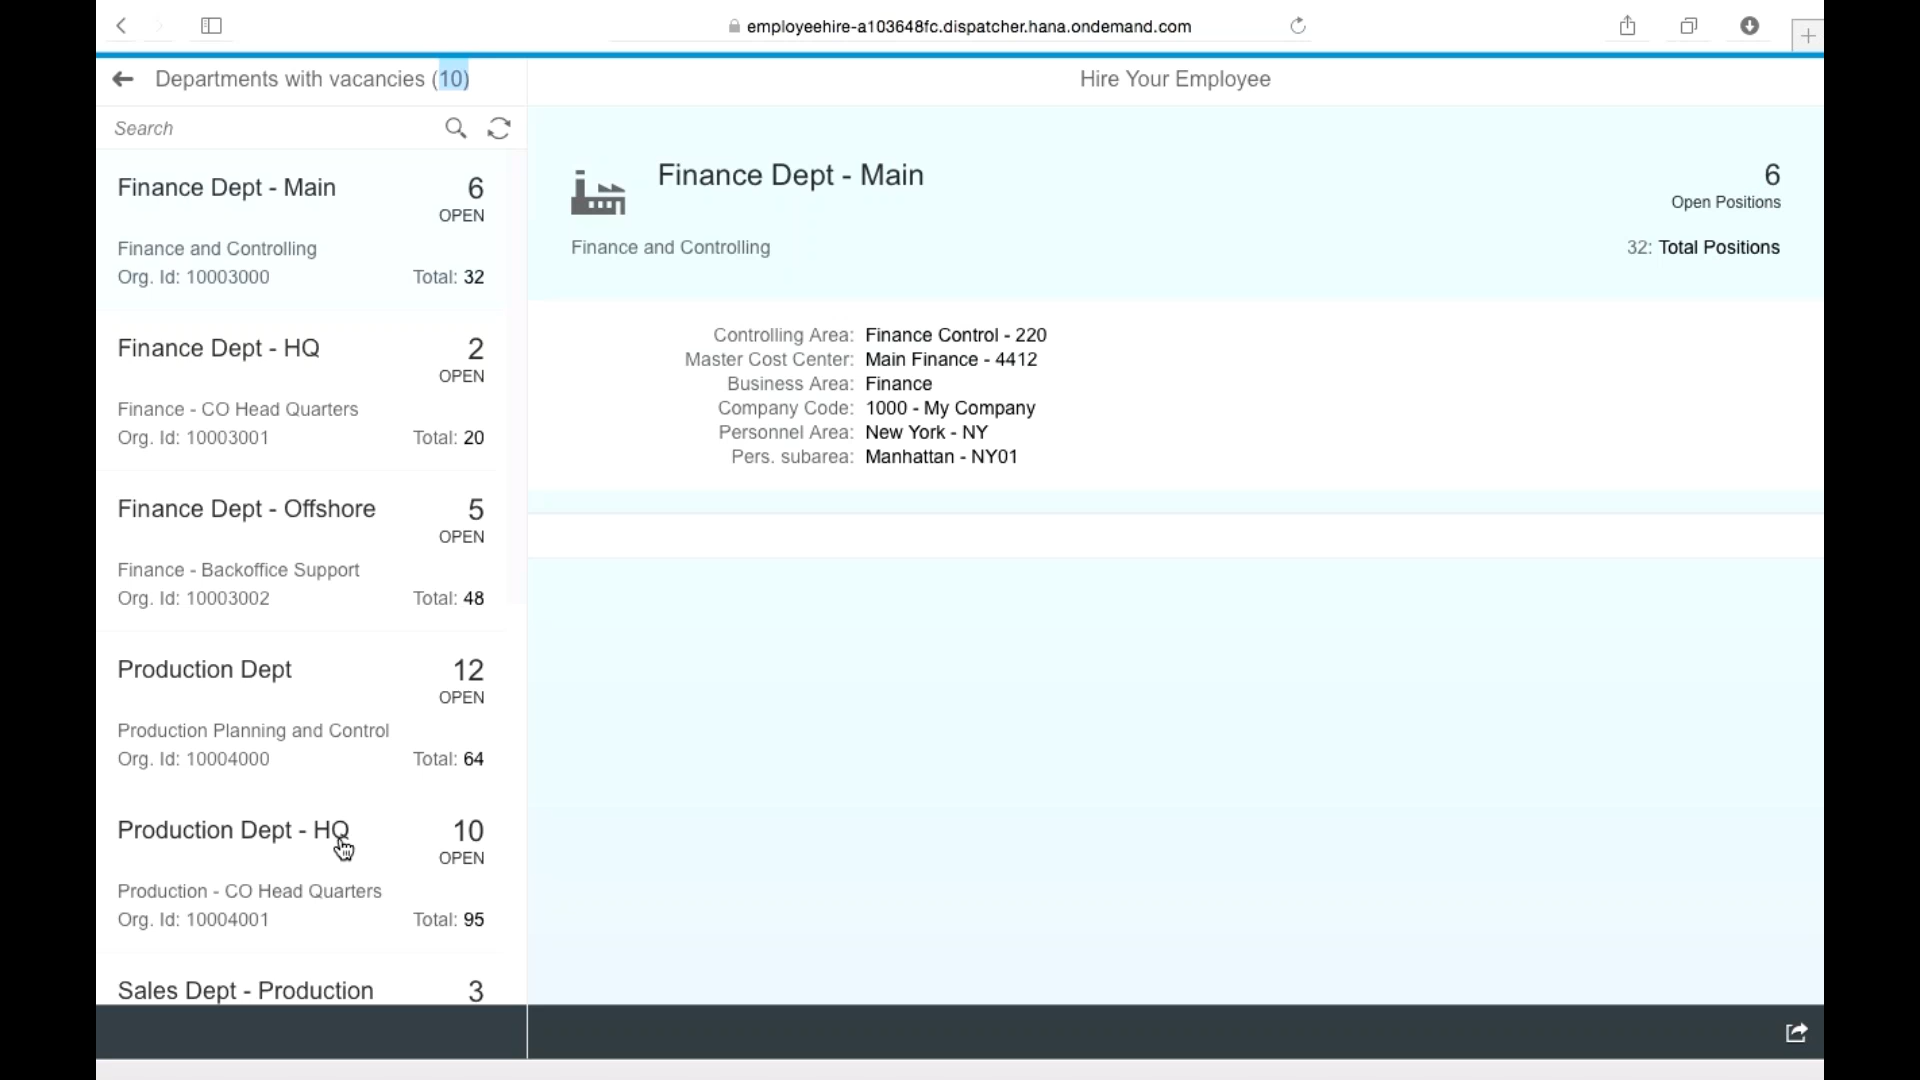 employeehire-a103648fc.dispatcher.hana.ondemand.com
Departments with vacancies (10)
Hire Your Employee
Search
Finance Dept - Main
6
OPEN
Finance and Controlling
Org. Id: 10003000
Total: 32
Finance Dept - HQ
2
OPEN
Finance - CO Head Quarters
Org. Id: 10003001
Total: 20
Finance Dept - Offshore
5
OPEN
Finance - Backoffice Support
Org. Id: 10003002
Total: 48
Production Dept
12
OPEN
Production Planning and Control
Org. Id: 10004000
Total: 64
Production Dept - HQ
10
OPEN
Production - CO Head Quarters
Org. Id: 10004001
Total: 95
Sales Dept - Production
3
Finance Dept - Main
6
Open Positions
Finance and Controlling
32: Total Positions
Controlling Area: Finance Control - 220
Master Cost Center: Main Finance - 4412
Business Area: Finance
Company Code: 1000 - My Company
Personnel Area: New York - NY
Pers. subarea: Manhattan - NY01